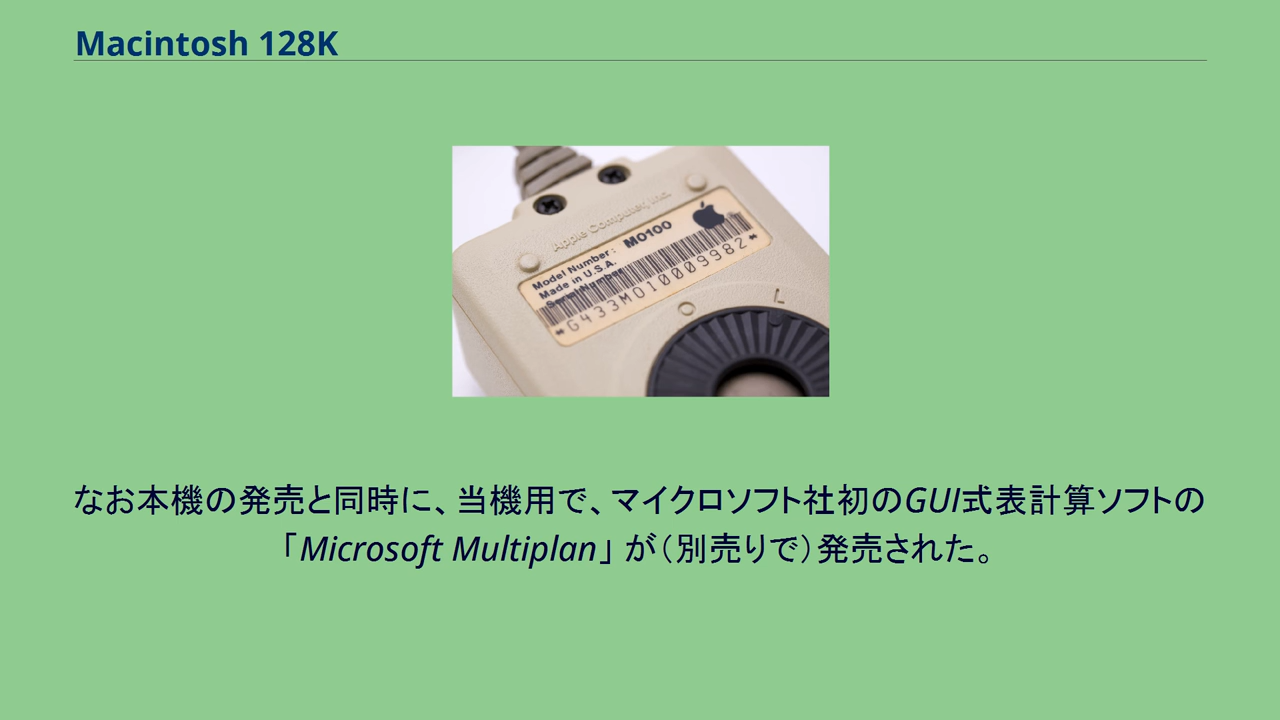 Macintosh 128K
Apple Computer, Inc.
Model Number: M0100
Made in U.S.A.
Serial Number
*G433M010009982*
O L
なお本機の発売と同時に、当機用で、マイクロソフト社初のGUI式表計算ソフトの
「Microsoft Multiplan」が（別売りで）発売された。